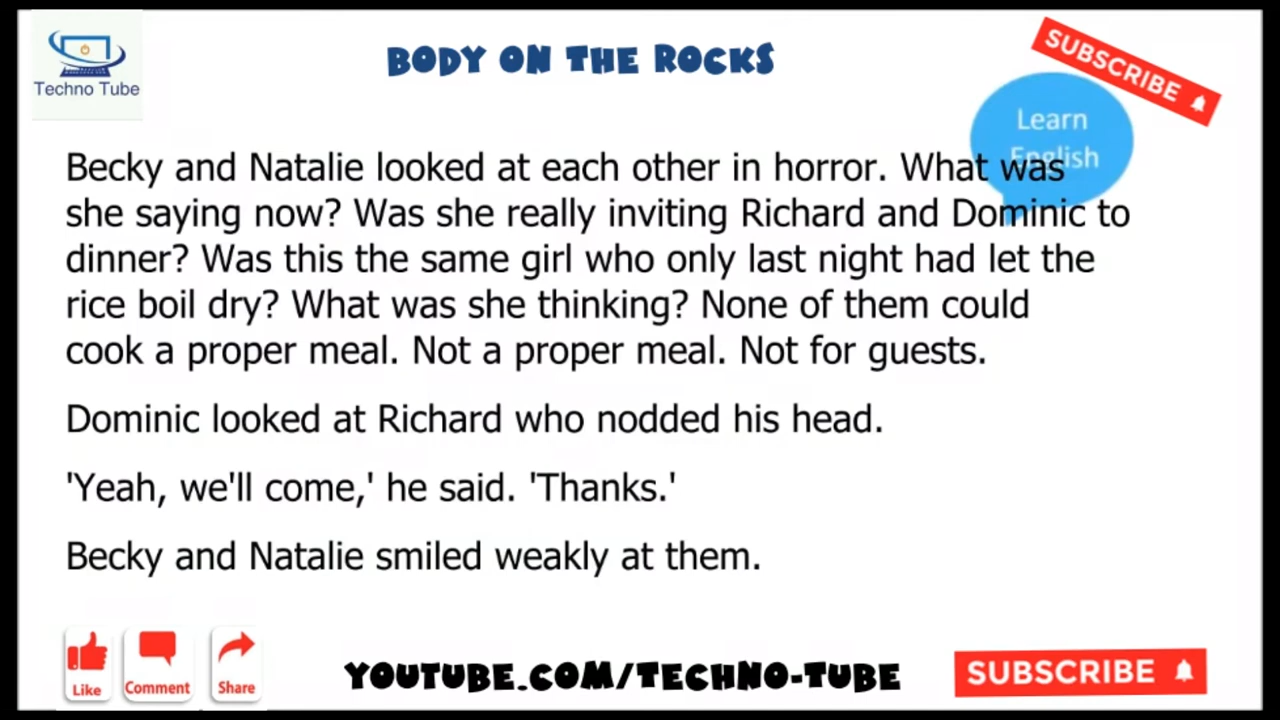 BODY ON THE ROCKS
SUBSCRIBE
Techno Tube
Learn
English
Becky and Natalie looked at each other in horror. What was
she saying now? Was she really inviting Richard and Dominic to
dinner? Was this the same girl who only last night had let the
rice boil dry? What was she thinking? None of them could
cook a proper meal. Not a proper meal. Not for guests.
Dominic looked at Richard who nodded his head.
'Yeah, we'll come,' he said. 'Thanks.'
Becky and Natalie smiled weakly at them.
Like
Comment
Share
YOUTUBE.COM/TECHNO-TUBE
SUBSCRIBE